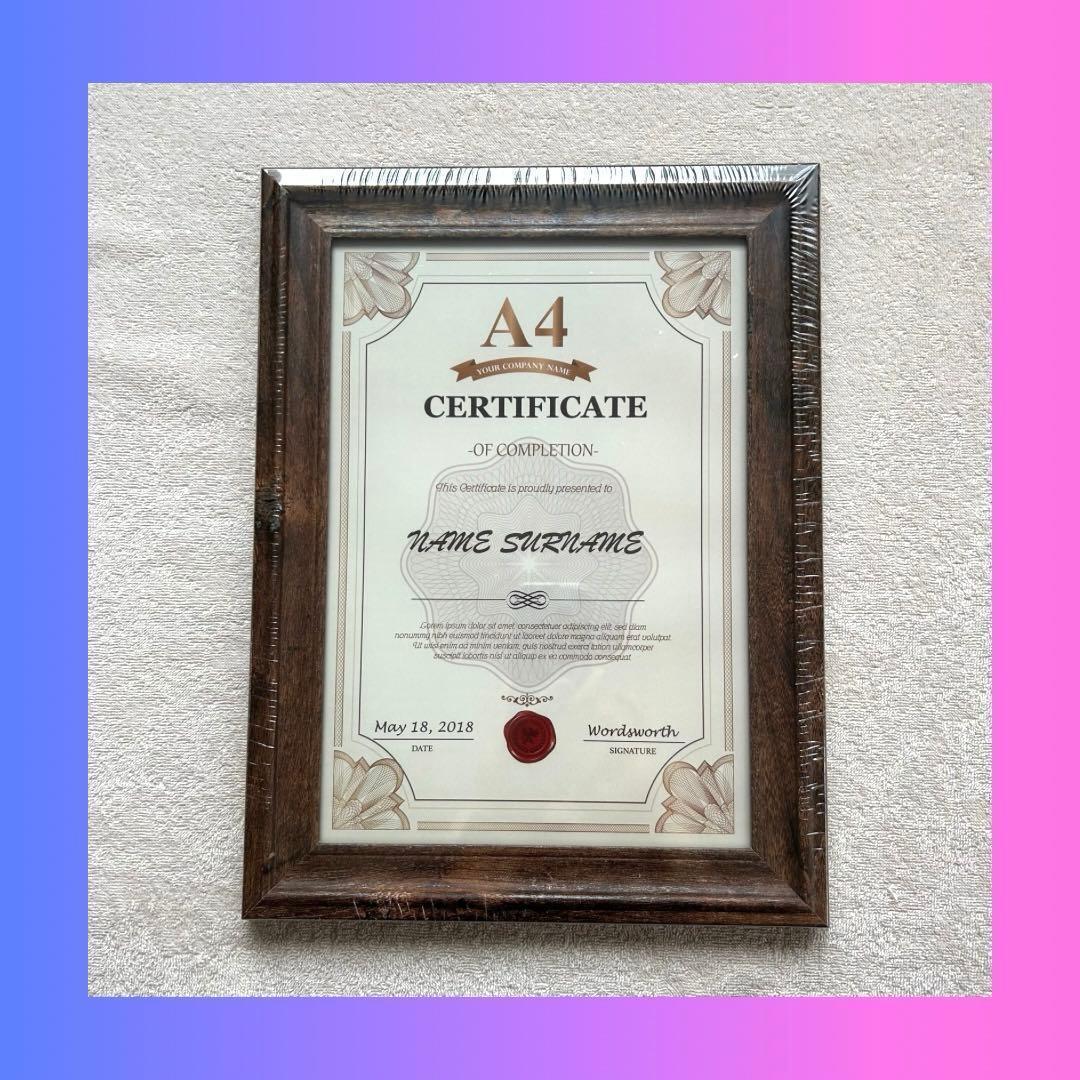 A4
YOUR COMPANY NAME
CERTIFICATE
-OF COMPLETION-
This Certificate is proudly presented to
NAME SURNAME
Lorem ipsum dolor sit amet, consectetuer adipiscing elit, sed diam
nonummy nibh euismod tincidunt ut laoreet dolore magna aliquam erat volutpat.
Ut wisi enim ad minim veniam, quis nostrud exerci tation ullamcorper
suscipit lobortis nisl ut aliquip ex ea commodo consequat.
May 18, 2018
Wordsworth
DATE
SIGNATURE